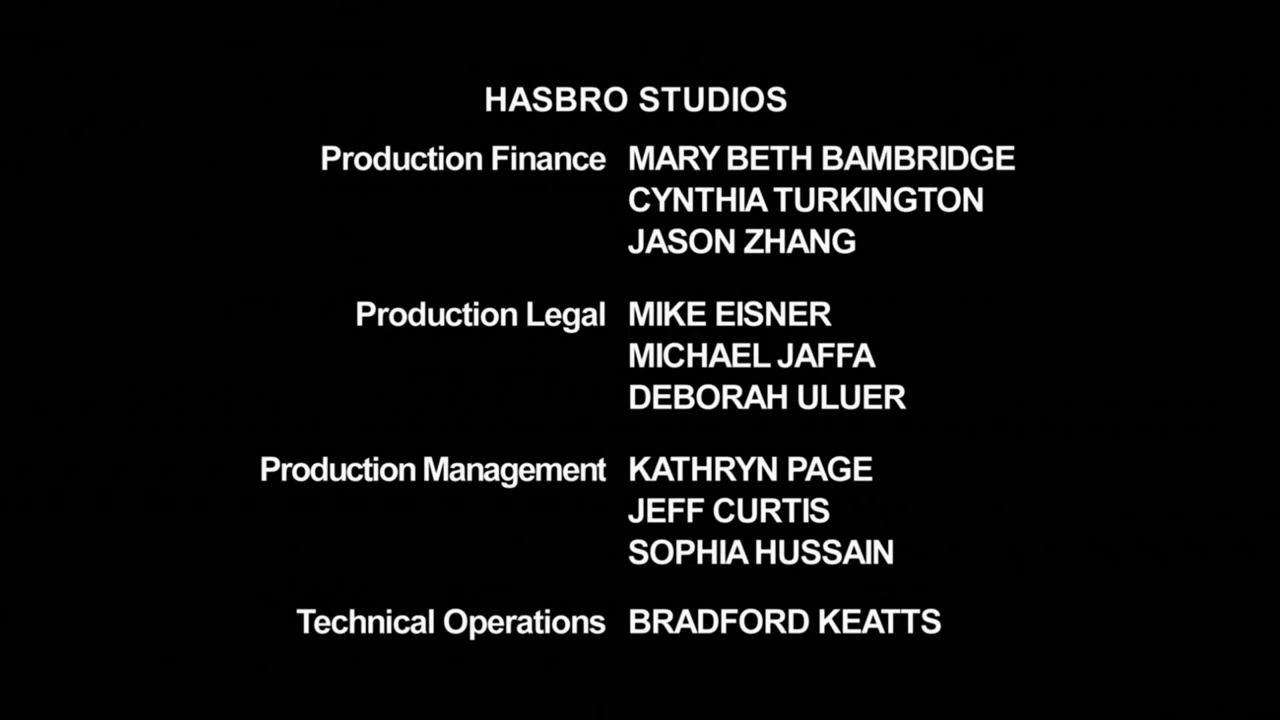 HASBRO STUDIOS
Production Finance MARY BETH BAMBRIDGE
CYNTHIA TURKINGTON
JASON ZHANG
Production Legal MIKE EISNER
MICHAEL JAFFA
DEBORAH ULUER
Production Management KATHRYN PAGE
JEFF CURTIS
SOPHIA HUSSAIN
Technical Operations BRADFORD KEATTS